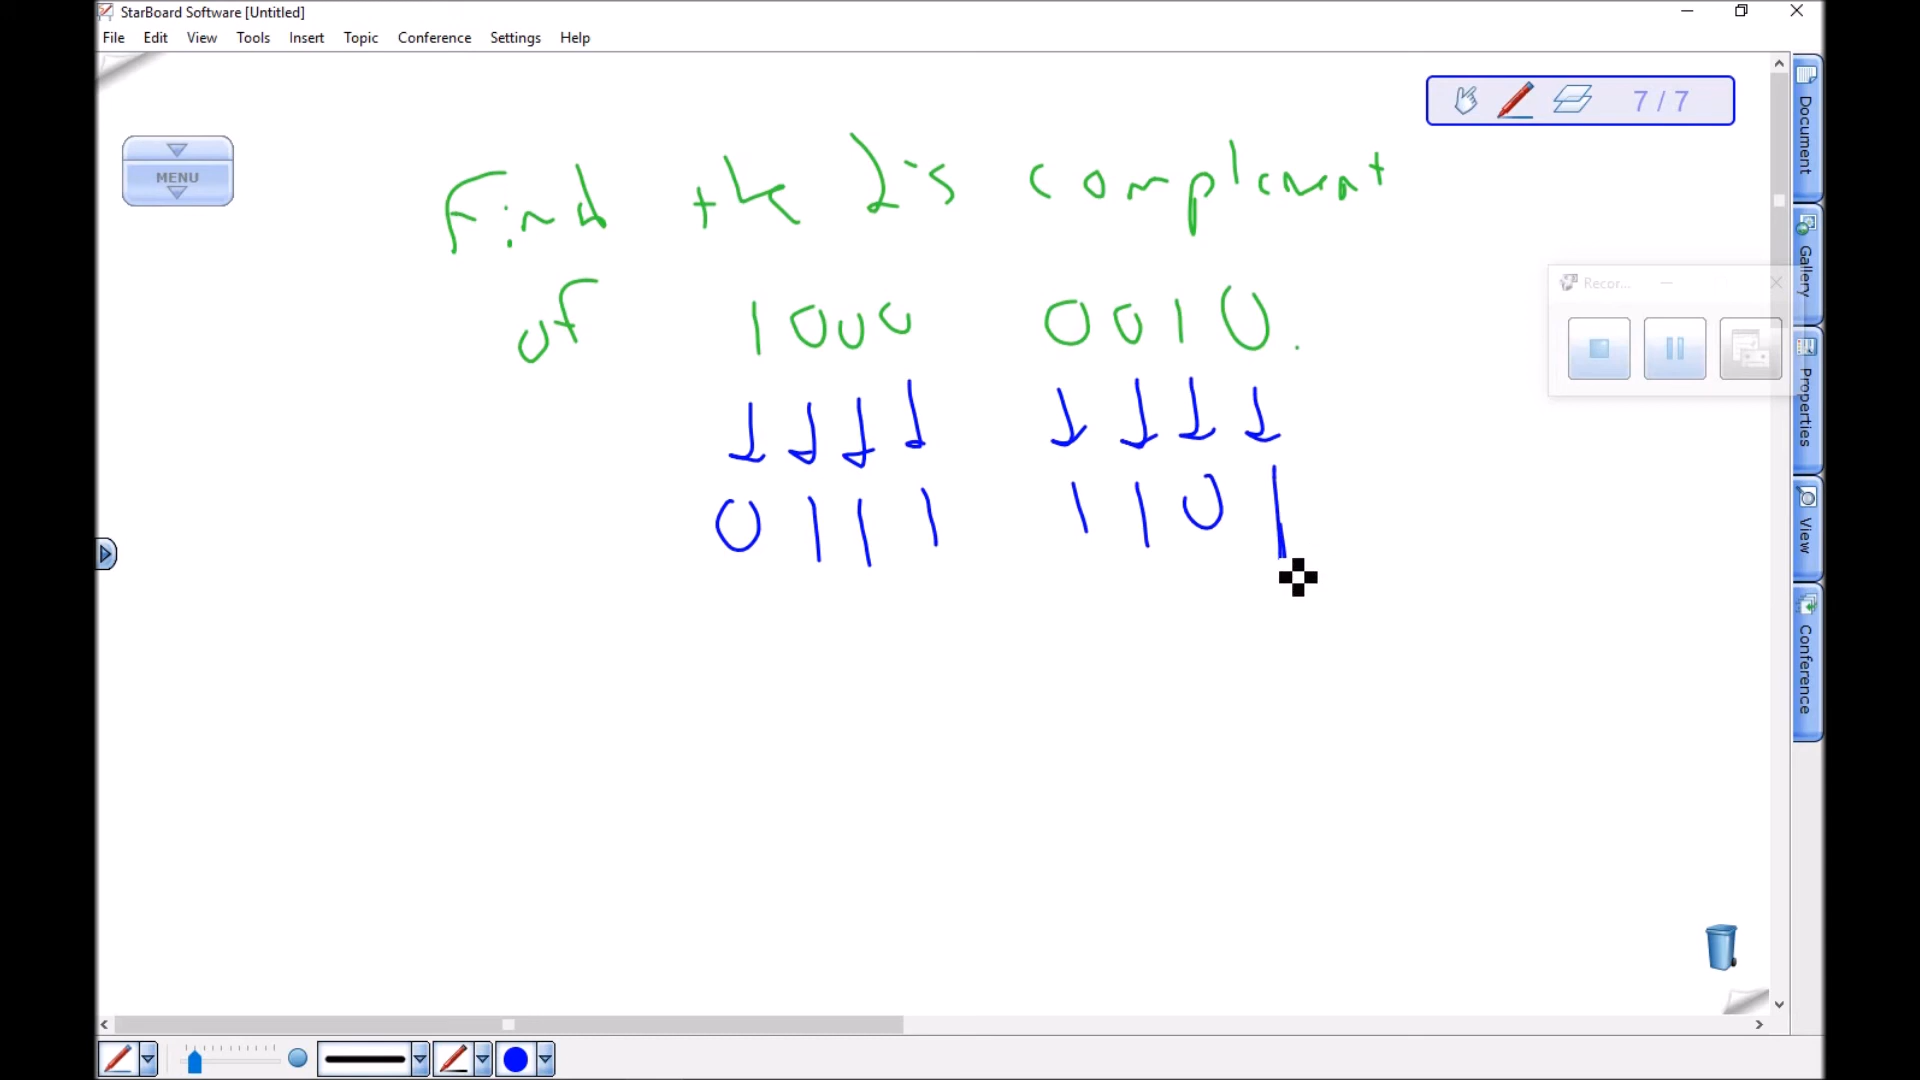 StarBoard Software [Untitled]
File Edit View Tools Insert Topic Conference Settings Help
7 / 7
MENU
Find the 2's complement
of 1000 0010.
0111 1101
Recor...
Document
Gallery
Properties
View
Conference